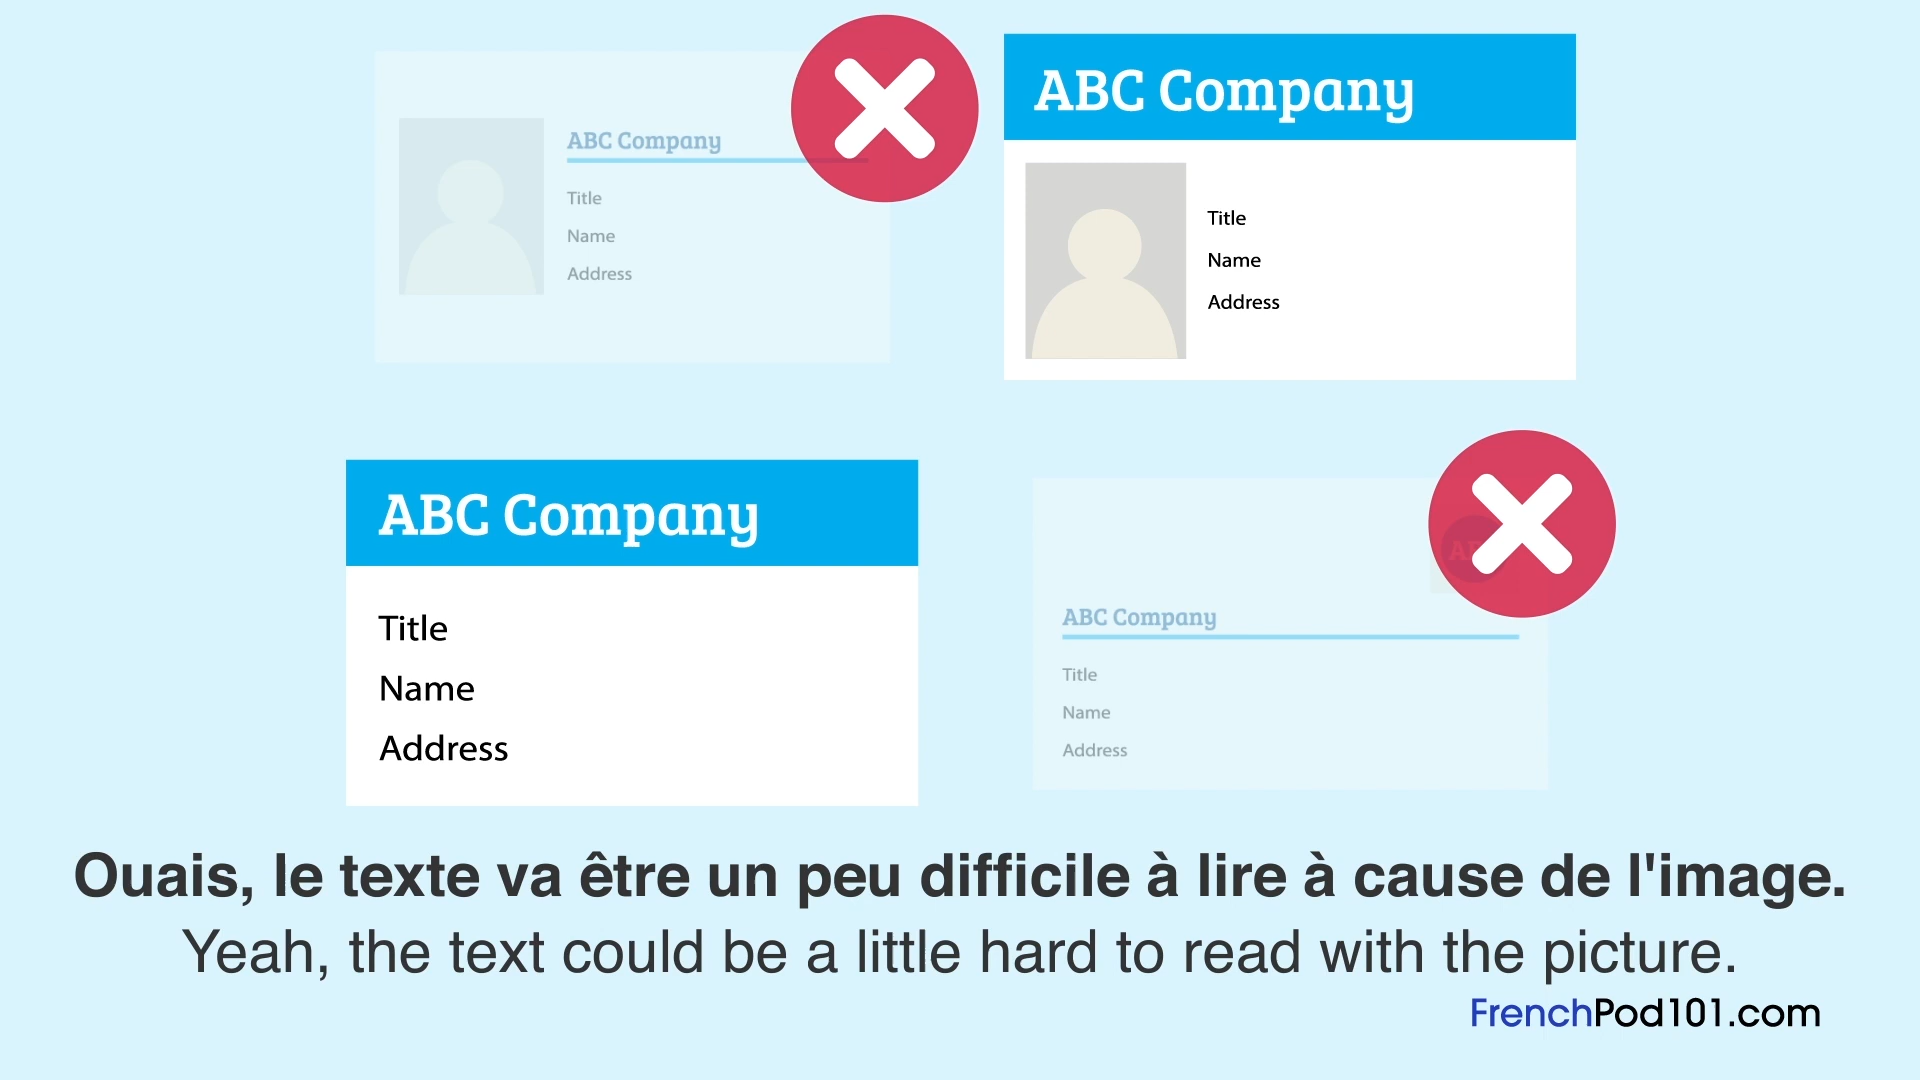 ABC Company
Title
Name
Address
ABC Company
Title
Name
Address
ABC Company
Title
Name
Address
ABC Company
Title
Name
Address
Ouais, le texte va être un peu difficile à lire à cause de l'image.
Yeah, the text could be a little hard to read with the picture.
FrenchPod101.com